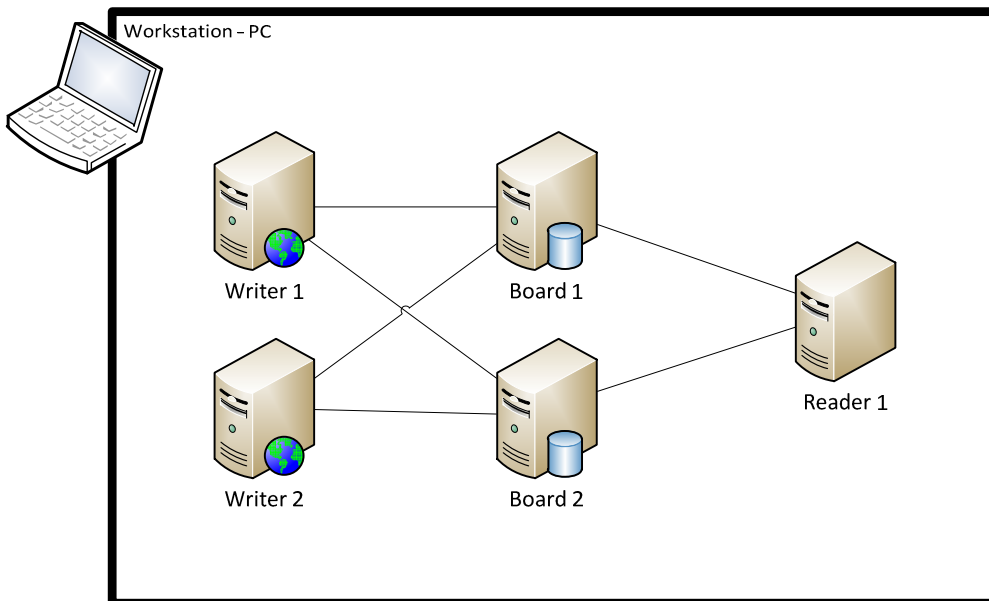 Workstation – PC
Writer 1
Board 1
Reader 1
Writer 2
Board 2